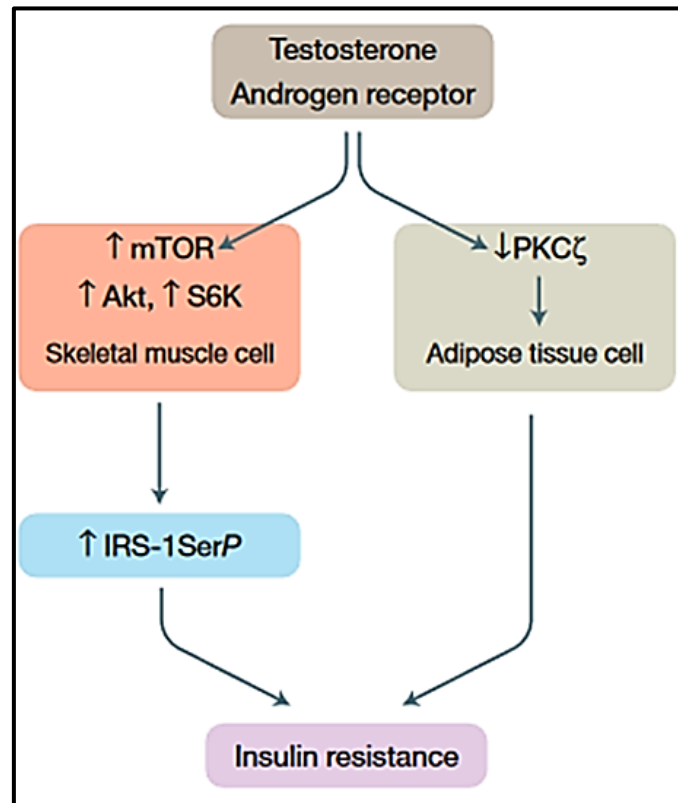 Testosterone
Androgen receptor
↑ mTOR
↑ Akt, ↑ S6K
Skeletal muscle cell
↓PKCζ
Adipose tissue cell
↑ IRS-1SerP
Insulin resistance